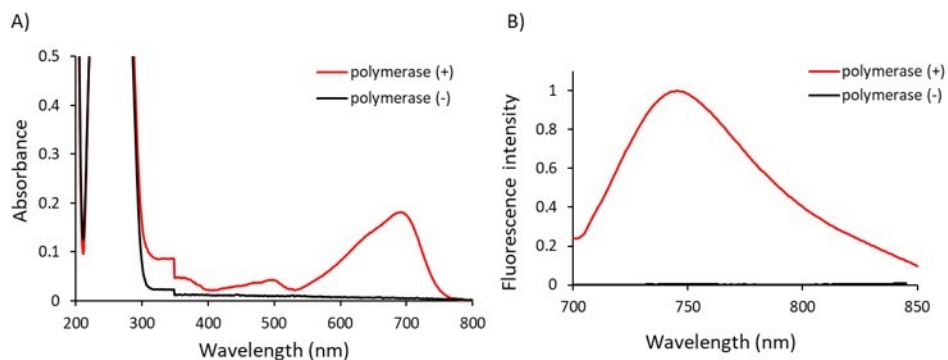 A)
0.5
0.4
0.3
0.2
0.1
0
Absorbance
polymerase (+)
polymerase (-)
200 300 400 500 600 700 800
Wavelength (nm)
B)
polymerase (+)
polymerase (-)
1
0.8
0.6
0.4
0.2
0
Fluorescence intensity
700 750 800 850
Wavelength (nm)